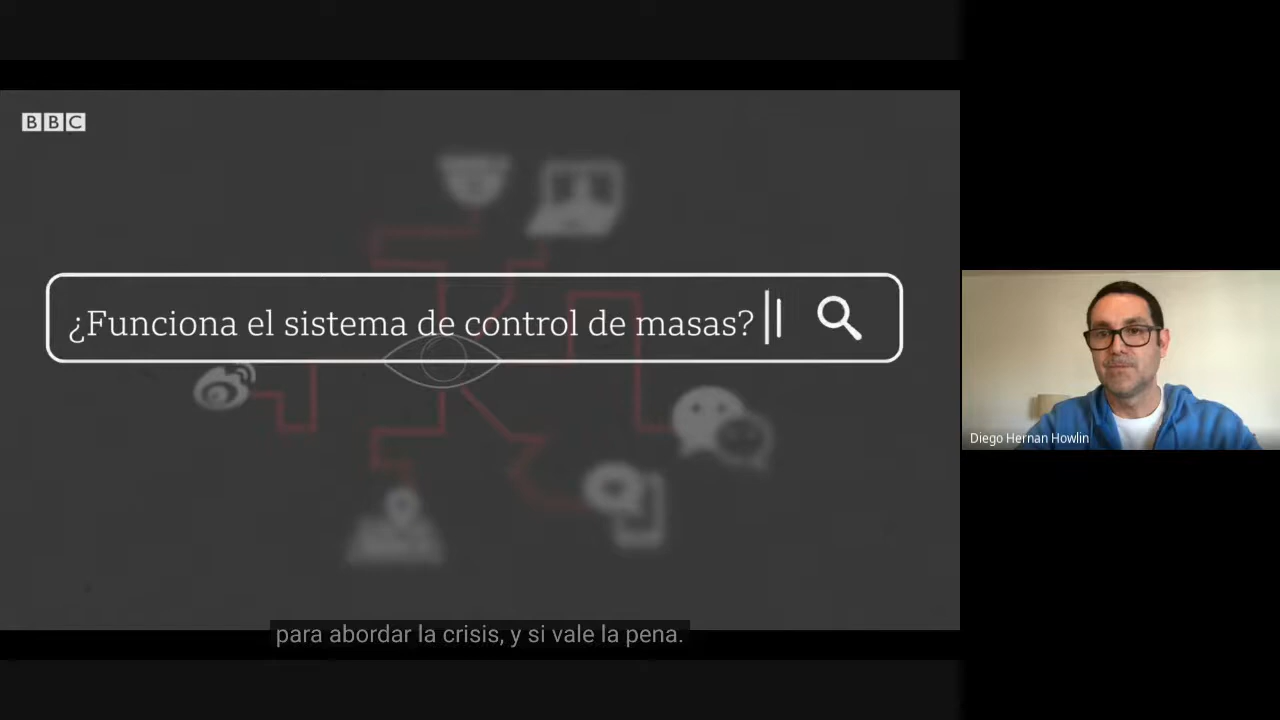 BBC
¿Funciona el sistema de control de masas?
Diego Hernan Howlin
para abordar la crisis, y si vale la pena.